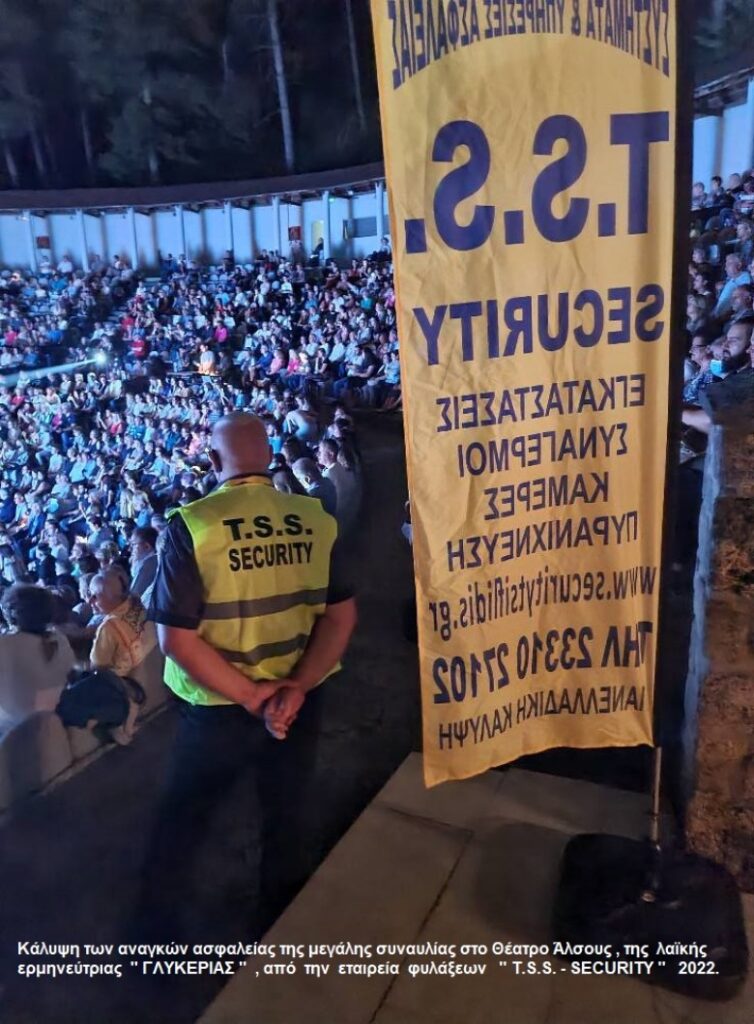 ΣΥΣΤΗΜΑΤΑ & ΥΠΗΡΕΣΙΕΣ ΑΣΦΑΛΕΙΑΣ
T.S.S.
SECURITY
ΕΓΚΑΤΑΣΤΑΣΕΙΣ
ΣΥΝΑΓΕΡΜΟΙ
ΚΑΜΕΡΕΣ
ΠΥΡΑΝΙΧΝΕΥΣΗ
www.securitytsifidis.gr
ΤΗΛ 23310 27102
ΙΑΝΕΛΛΑΔΙΚΗ ΚΑΛΥΨΗ
T.S.S.
SECURITY
Κάλυψη των αναγκών ασφαλείας της μεγάλης συναυλίας στο Θέατρο Άλσους , της λαϊκής
ερμηνεύτριας " ΓΛΥΚΕΡΙΑΣ " , από την εταιρεία φυλάξεων " T.S.S. - SECURITY " 2022.